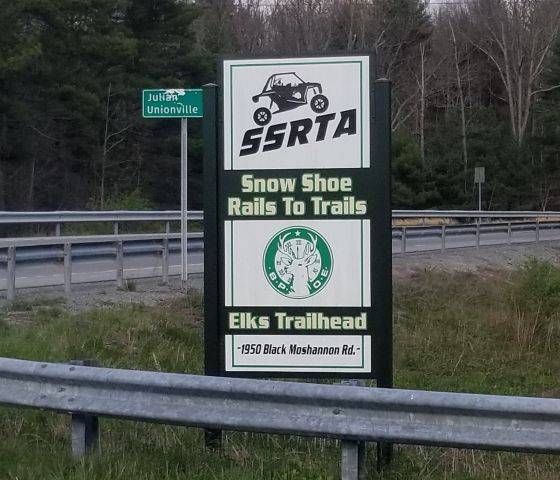 Julian
Unionville
SSRTA
Snow Shoe
Rails To Trails
B.P.O.E.
Elks Trailhead
-1950 Black Moshannon Rd.-